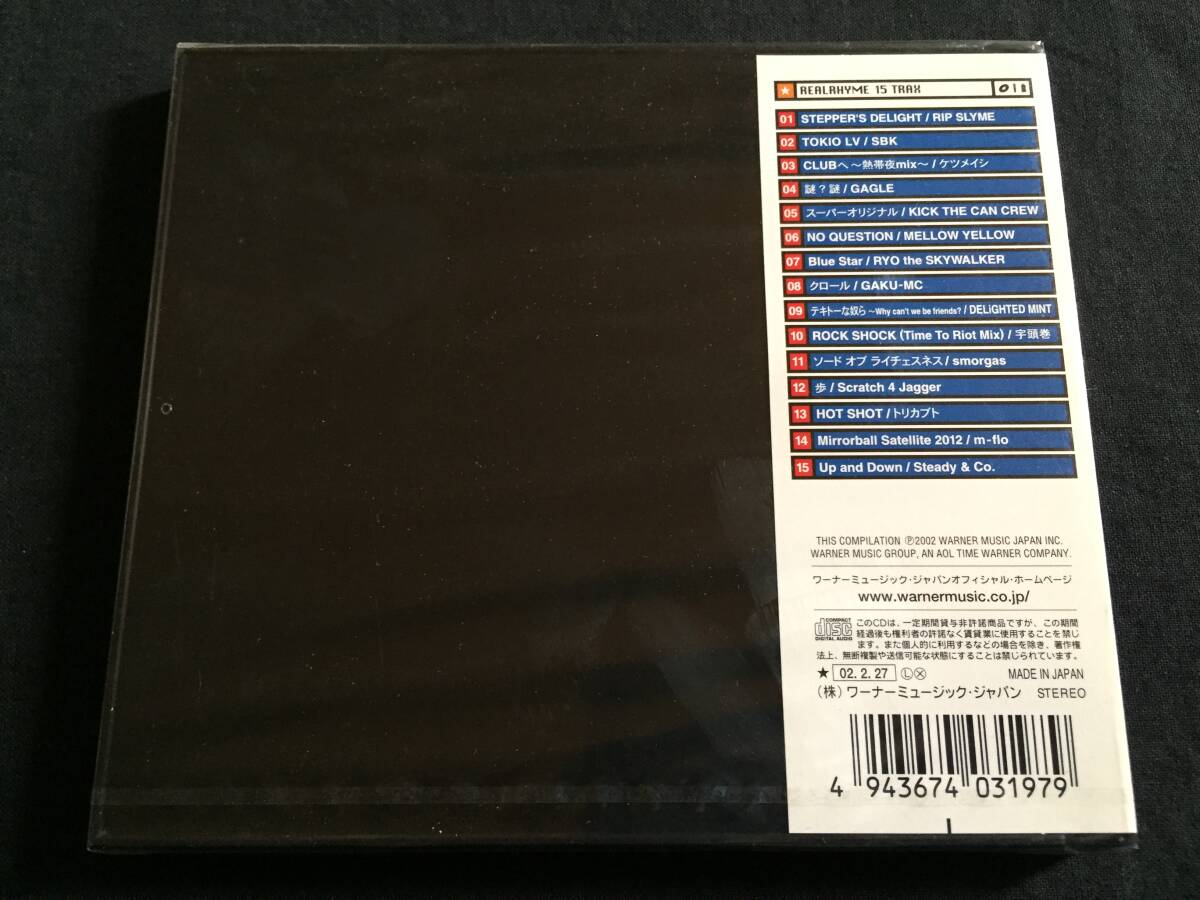 ★ REALRHYME 15 TRAX
01 STEPPER'S DELIGHT / RIP SLYME
02 TOKIO LV / SBK
03 CLUBへ ～熱帯夜mix～ / ケツメイシ
04 謎？謎 / GAGLE
05 スーパーオリジナル / KICK THE CAN CREW
06 NO QUESTION / MELLOW YELLOW
07 Blue Star / RYO the SKYWALKER
08 クロール / GAKU-MC
09 テキトーな奴ら ～Why can't we be friends? / DELiGHTED MINT
10 ROCK SHOCK (Time To Riot Mix) / 宇頭巻
11 ソード オブ ライチェスネス / smorgas
12 歩 / Scratch 4 Jagger
13 HOT SHOT / トリカブト
14 Mirrorball Satellite 2012 / m-flo
15 Up and Down / Steady & Co.
THIS COMPILATION Ⓟ2002 WARNER MUSIC JAPAN INC.
WARNER MUSIC GROUP, AN AOL TIME WARNER COMPANY.
ワーナーミュージック・ジャパンオフィシャル・ホームページ
www.warnermusic.co.jp/
COMPACT disc DIGITAL AUDIO
このCDは、一定期間貸与非許諾商品ですが、この期間
経過後も権利者の許諾なく賃貸業に使用することを禁じ
ます。また個人的に利用するなどの場合を除き、著作権
法上、無断複製や送信可能な状態にすることは禁じられています。
★ 02. 2. 27 Ⓛ ⓧ MADE IN JAPAN
（株）ワーナーミュージック・ジャパン STEREO
4 943674 031979